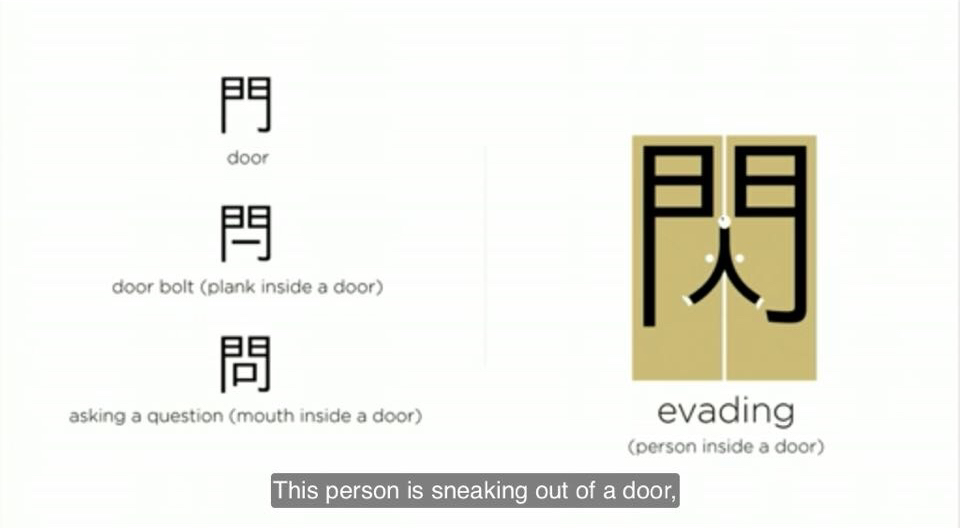 門
door
閂
door bolt (plank inside a door)
問
asking a question (mouth inside a door)
閃
evading
(person inside a door)
This person is sneaking out of a door,